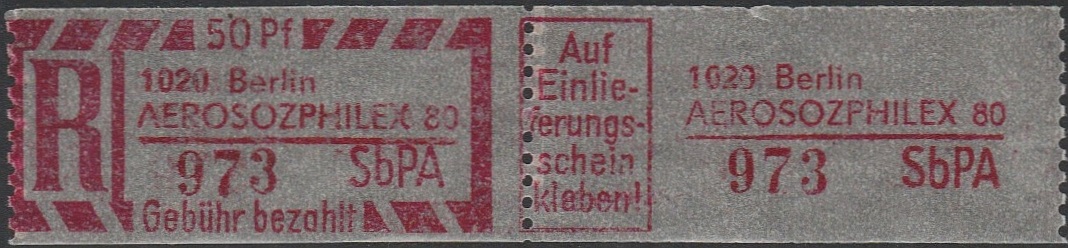 50 Pf
R
1020 Berlin
AEROSOZPHILEX 80
973 SbPA
Gebühr bezahlt
Auf
Einlie-
ferungs-
schein
kleben!
1020 Berlin
AEROSOZPHILEX 80
973 SbPA